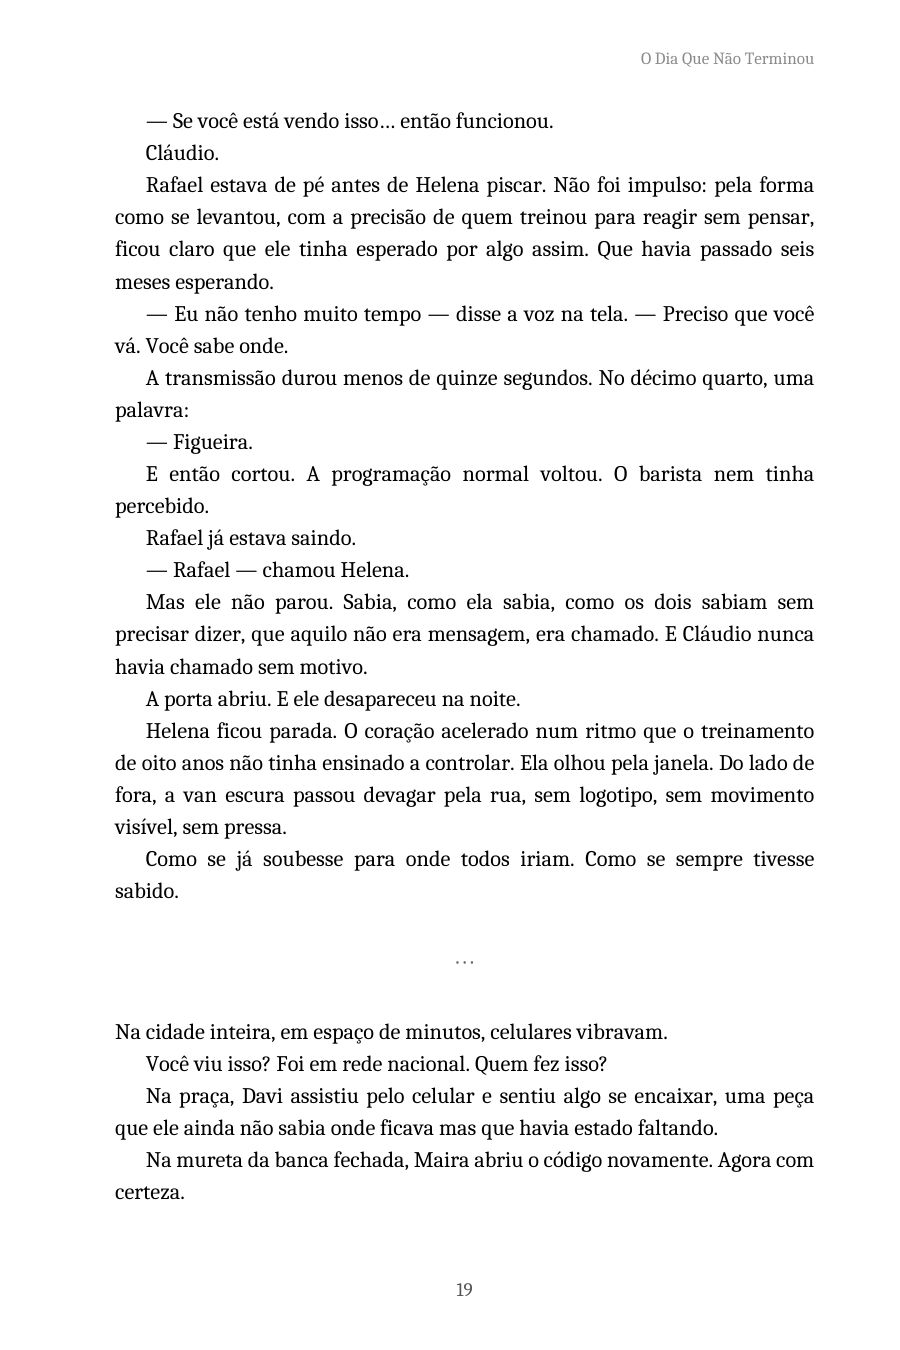 O Dia Que Não Terminou
— Se você está vendo isso… então funcionou.
Cláudio.
Rafael estava de pé antes de Helena piscar. Não foi impulso: pela forma
como se levantou, com a precisão de quem treinou para reagir sem pensar,
ficou claro que ele tinha esperado por algo assim. Que havia passado seis
meses esperando.
— Eu não tenho muito tempo — disse a voz na tela. — Preciso que você
vá. Você sabe onde.
A transmissão durou menos de quinze segundos. No décimo quarto, uma
palavra:
— Figueira.
E então cortou. A programação normal voltou. O barista nem tinha
percebido.
Rafael já estava saindo.
— Rafael — chamou Helena.
Mas ele não parou. Sabia, como ela sabia, como os dois sabiam sem
precisar dizer, que aquilo não era mensagem, era chamado. E Cláudio nunca
havia chamado sem motivo.
A porta abriu. E ele desapareceu na noite.
Helena ficou parada. O coração acelerado num ritmo que o treinamento
de oito anos não tinha ensinado a controlar. Ela olhou pela janela. Do lado de
fora, a van escura passou devagar pela rua, sem logotipo, sem movimento
visível, sem pressa.
Como se já soubesse para onde todos iriam. Como se sempre tivesse
sabido.
…
Na cidade inteira, em espaço de minutos, celulares vibravam.
Você viu isso? Foi em rede nacional. Quem fez isso?
Na praça, Davi assistiu pelo celular e sentiu algo se encaixar, uma peça
que ele ainda não sabia onde ficava mas que havia estado faltando.
Na mureta da banca fechada, Maira abriu o código novamente. Agora com
certeza.
19